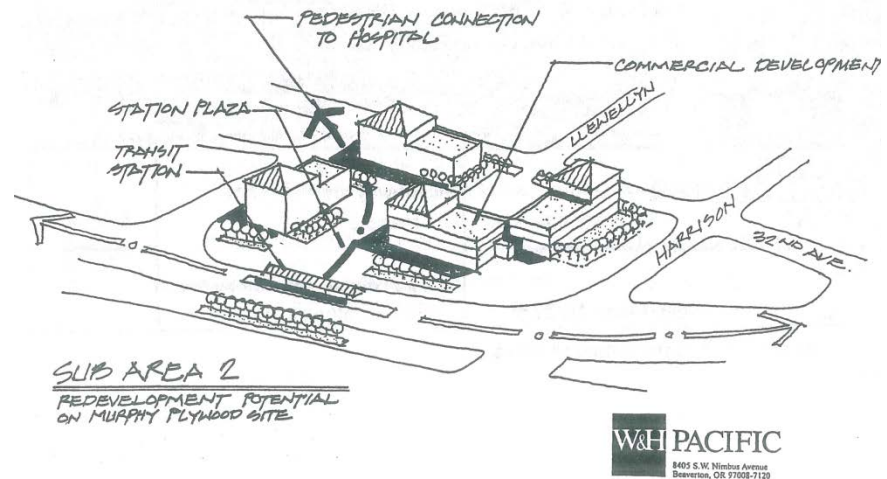 PEDESTRIAN CONNECTION
TO HOSPITAL
COMMERCIAL DEVELOPMENT
STATION PLAZA
TRANSIT
STATION
LLEWELLYN
HARRISON
32ND AVE.
SUB AREA 2
REDEVELOPMENT POTENTIAL
ON MURPHY PLYWOOD SITE
W&H PACIFIC
8405 S.W. Nimbus Avenue
Beaverton, OR 97008-7120